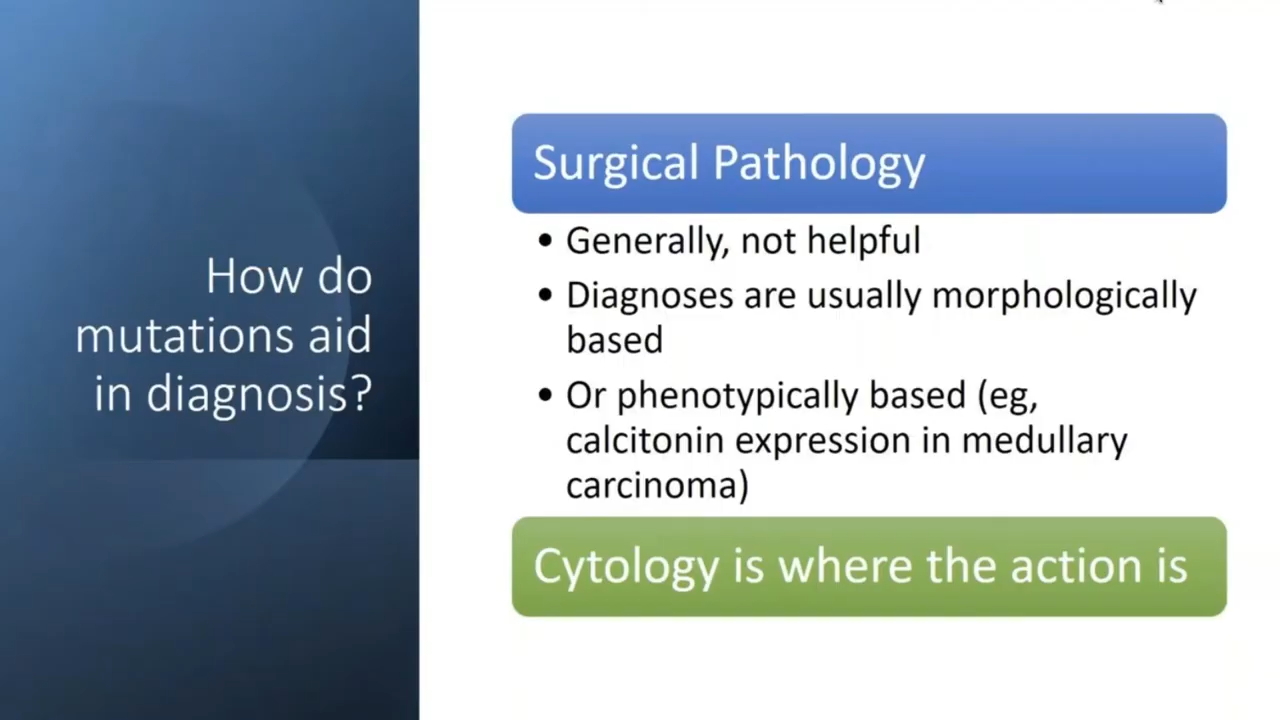 How do
mutations aid
in diagnosis?
Surgical Pathology
• Generally, not helpful
• Diagnoses are usually morphologically
based
• Or phenotypically based (eg,
calcitonin expression in medullary
carcinoma)
Cytology is where the action is